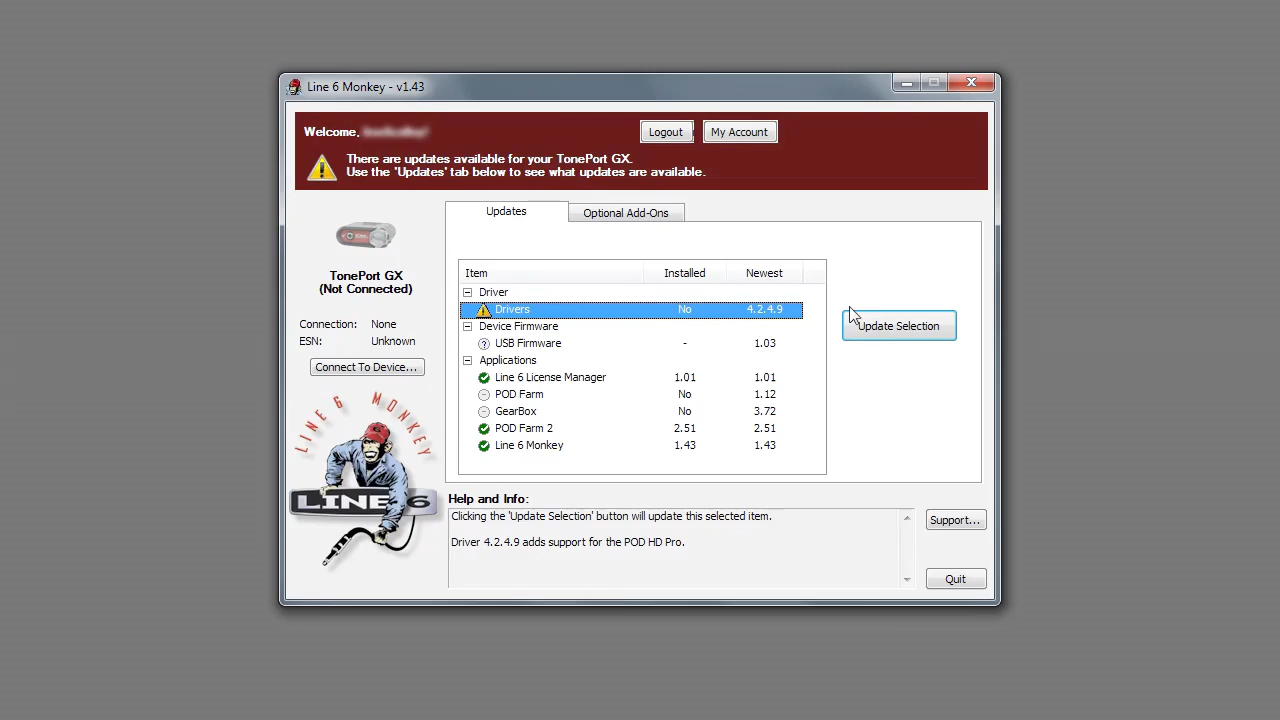 Line 6 Monkey - v1.43
Welcome,
Logout
My Account
There are updates available for your TonePort GX.
Use the 'Updates' tab below to see what updates are available.
Updates
Optional Add-Ons
TonePort GX
(Not Connected)
Connection: None
ESN: Unknown
Connect To Device...
LINE 6 MONKEY
LINE 6
Item Installed Newest
Driver
Drivers No 4.2.4.9
Device Firmware
USB Firmware - 1.03
Applications
Line 6 License Manager 1.01 1.01
POD Farm No 1.12
GearBox No 3.72
POD Farm 2 2.51 2.51
Line 6 Monkey 1.43 1.43
Update Selection
Help and Info:
Clicking the 'Update Selection' button will update this selected item.
Driver 4.2.4.9 adds support for the POD HD Pro.
Support...
Quit